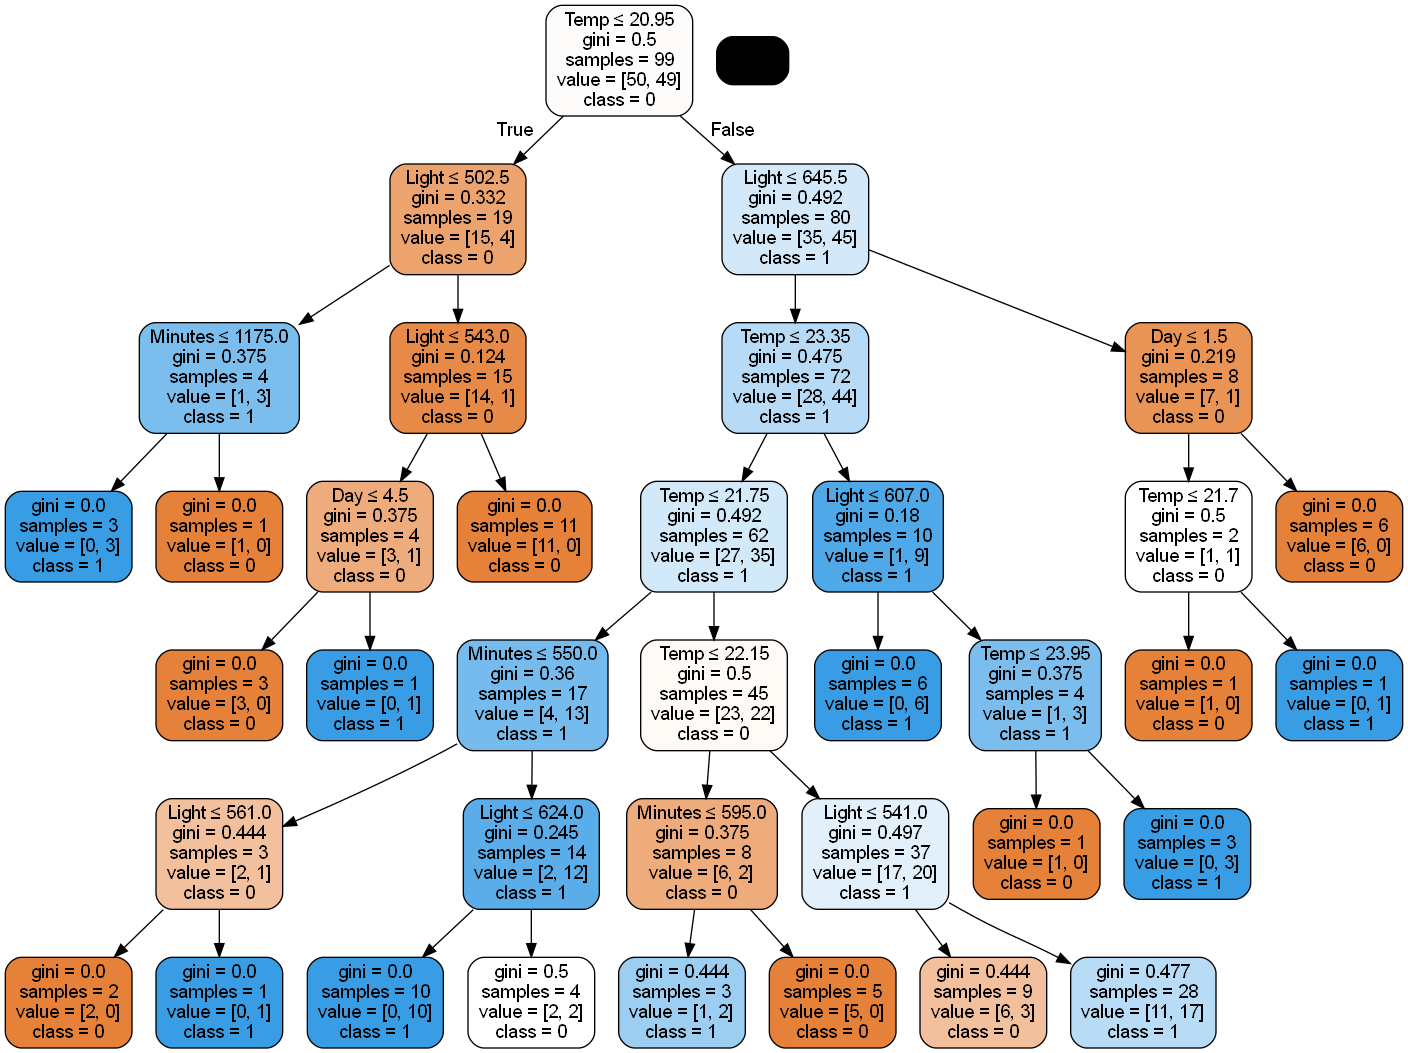 Temp ≤ 20.95
gini = 0.5
samples = 99
value = [50, 49]
class = 0
True
False
Light ≤ 502.5
gini = 0.332
samples = 19
value = [15, 4]
class = 0
Light ≤ 645.5
gini = 0.492
samples = 80
value = [35, 45]
class = 1
Minutes ≤ 1175.0
gini = 0.375
samples = 4
value = [1, 3]
class = 1
Light ≤ 543.0
gini = 0.124
samples = 15
value = [14, 1]
class = 0
Temp ≤ 23.35
gini = 0.475
samples = 72
value = [28, 44]
class = 1
Day ≤ 1.5
gini = 0.219
samples = 8
value = [7, 1]
class = 0
gini = 0.0
samples = 3
value = [0, 3]
class = 1
gini = 0.0
samples = 1
value = [1, 0]
class = 0
Day ≤ 4.5
gini = 0.375
samples = 4
value = [3, 1]
class = 0
gini = 0.0
samples = 11
value = [11, 0]
class = 0
Temp ≤ 21.75
gini = 0.492
samples = 62
value = [27, 35]
class = 1
Light ≤ 607.0
gini = 0.18
samples = 10
value = [1, 9]
class = 1
Temp ≤ 21.7
gini = 0.5
samples = 2
value = [1, 1]
class = 0
gini = 0.0
samples = 6
value = [6, 0]
class = 0
gini = 0.0
samples = 3
value = [3, 0]
class = 0
gini = 0.0
samples = 1
value = [0, 1]
class = 1
Minutes ≤ 550.0
gini = 0.36
samples = 17
value = [4, 13]
class = 1
Temp ≤ 22.15
gini = 0.5
samples = 45
value = [23, 22]
class = 0
gini = 0.0
samples = 6
value = [0, 6]
class = 1
Temp ≤ 23.95
gini = 0.375
samples = 4
value = [1, 3]
class = 1
gini = 0.0
samples = 1
value = [1, 0]
class = 0
gini = 0.0
samples = 1
value = [0, 1]
class = 1
Light ≤ 561.0
gini = 0.444
samples = 3
value = [2, 1]
class = 0
Light ≤ 624.0
gini = 0.245
samples = 14
value = [2, 12]
class = 1
Minutes ≤ 595.0
gini = 0.375
samples = 8
value = [6, 2]
class = 0
Light ≤ 541.0
gini = 0.497
samples = 37
value = [17, 20]
class = 1
gini = 0.0
samples = 1
value = [1, 0]
class = 0
gini = 0.0
samples = 3
value = [0, 3]
class = 1
gini = 0.0
samples = 2
value = [2, 0]
class = 0
gini = 0.0
samples = 1
value = [0, 1]
class = 1
gini = 0.0
samples = 10
value = [0, 10]
class = 1
gini = 0.5
samples = 4
value = [2, 2]
class = 0
gini = 0.444
samples = 3
value = [1, 2]
class = 1
gini = 0.0
samples = 5
value = [5, 0]
class = 0
gini = 0.444
samples = 9
value = [6, 3]
class = 0
gini = 0.477
samples = 28
value = [11, 17]
class = 1